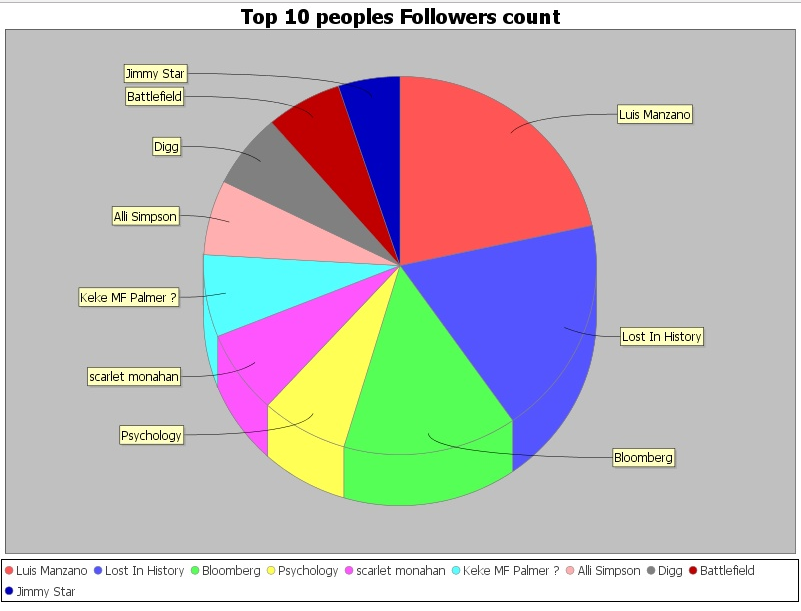 Top 10 peoples Followers count
Jimmy Star
Battlefield
Luis Manzano
Digg
Alli Simpson
Keke MF Palmer ?
Lost In History
scarlet monahan
Psychology
Bloomberg
Luis Manzano Lost In History Bloomberg Psychology scarlet monahan Keke MF Palmer ? Alli Simpson Digg Battlefield
Jimmy Star